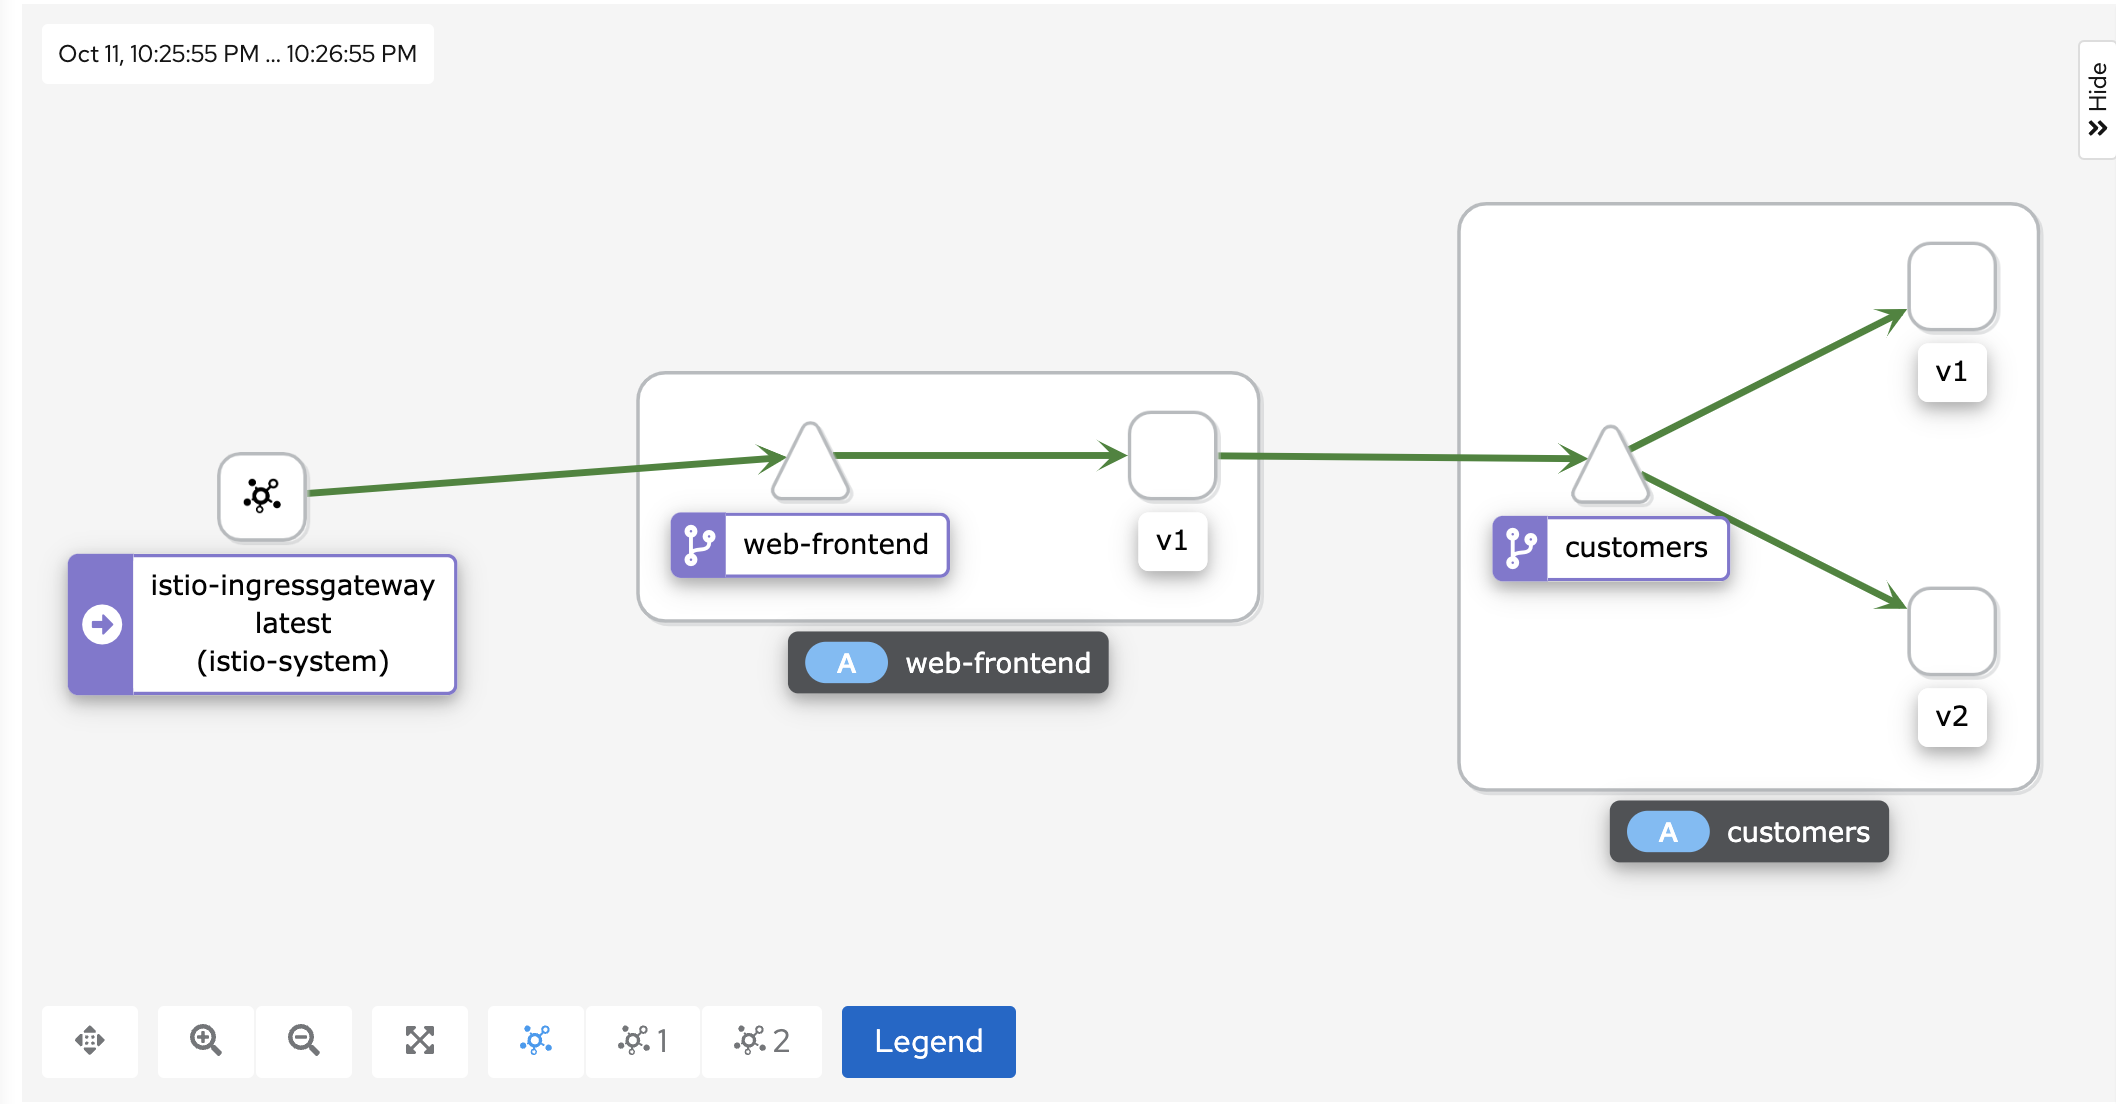 Oct 11, 10:25:55 PM ... 10:26:55 PM
Hide
v1
web-frontend
v1
customers
istio-ingressgateway
latest
(istio-system)
A web-frontend
v2
A customers
1
2
Legend